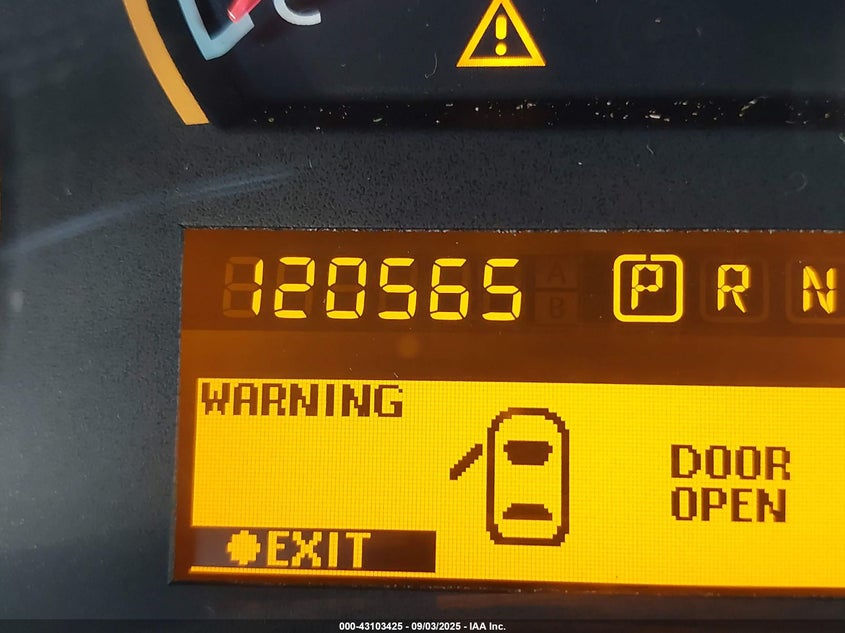 C
120565 P R N
WARNING
DOOR
OPEN
EXIT
000-43103425 - 09/03/2025 - IAA Inc.